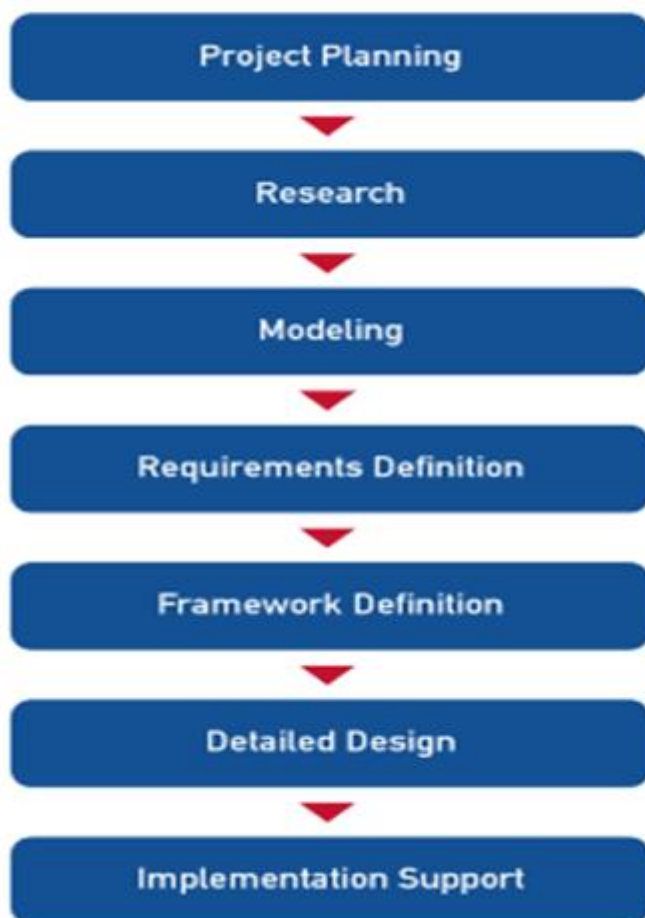 Project Planning
Research
Modeling
Requirements Definition
Framework Definition
Detailed Design
Implementation Support